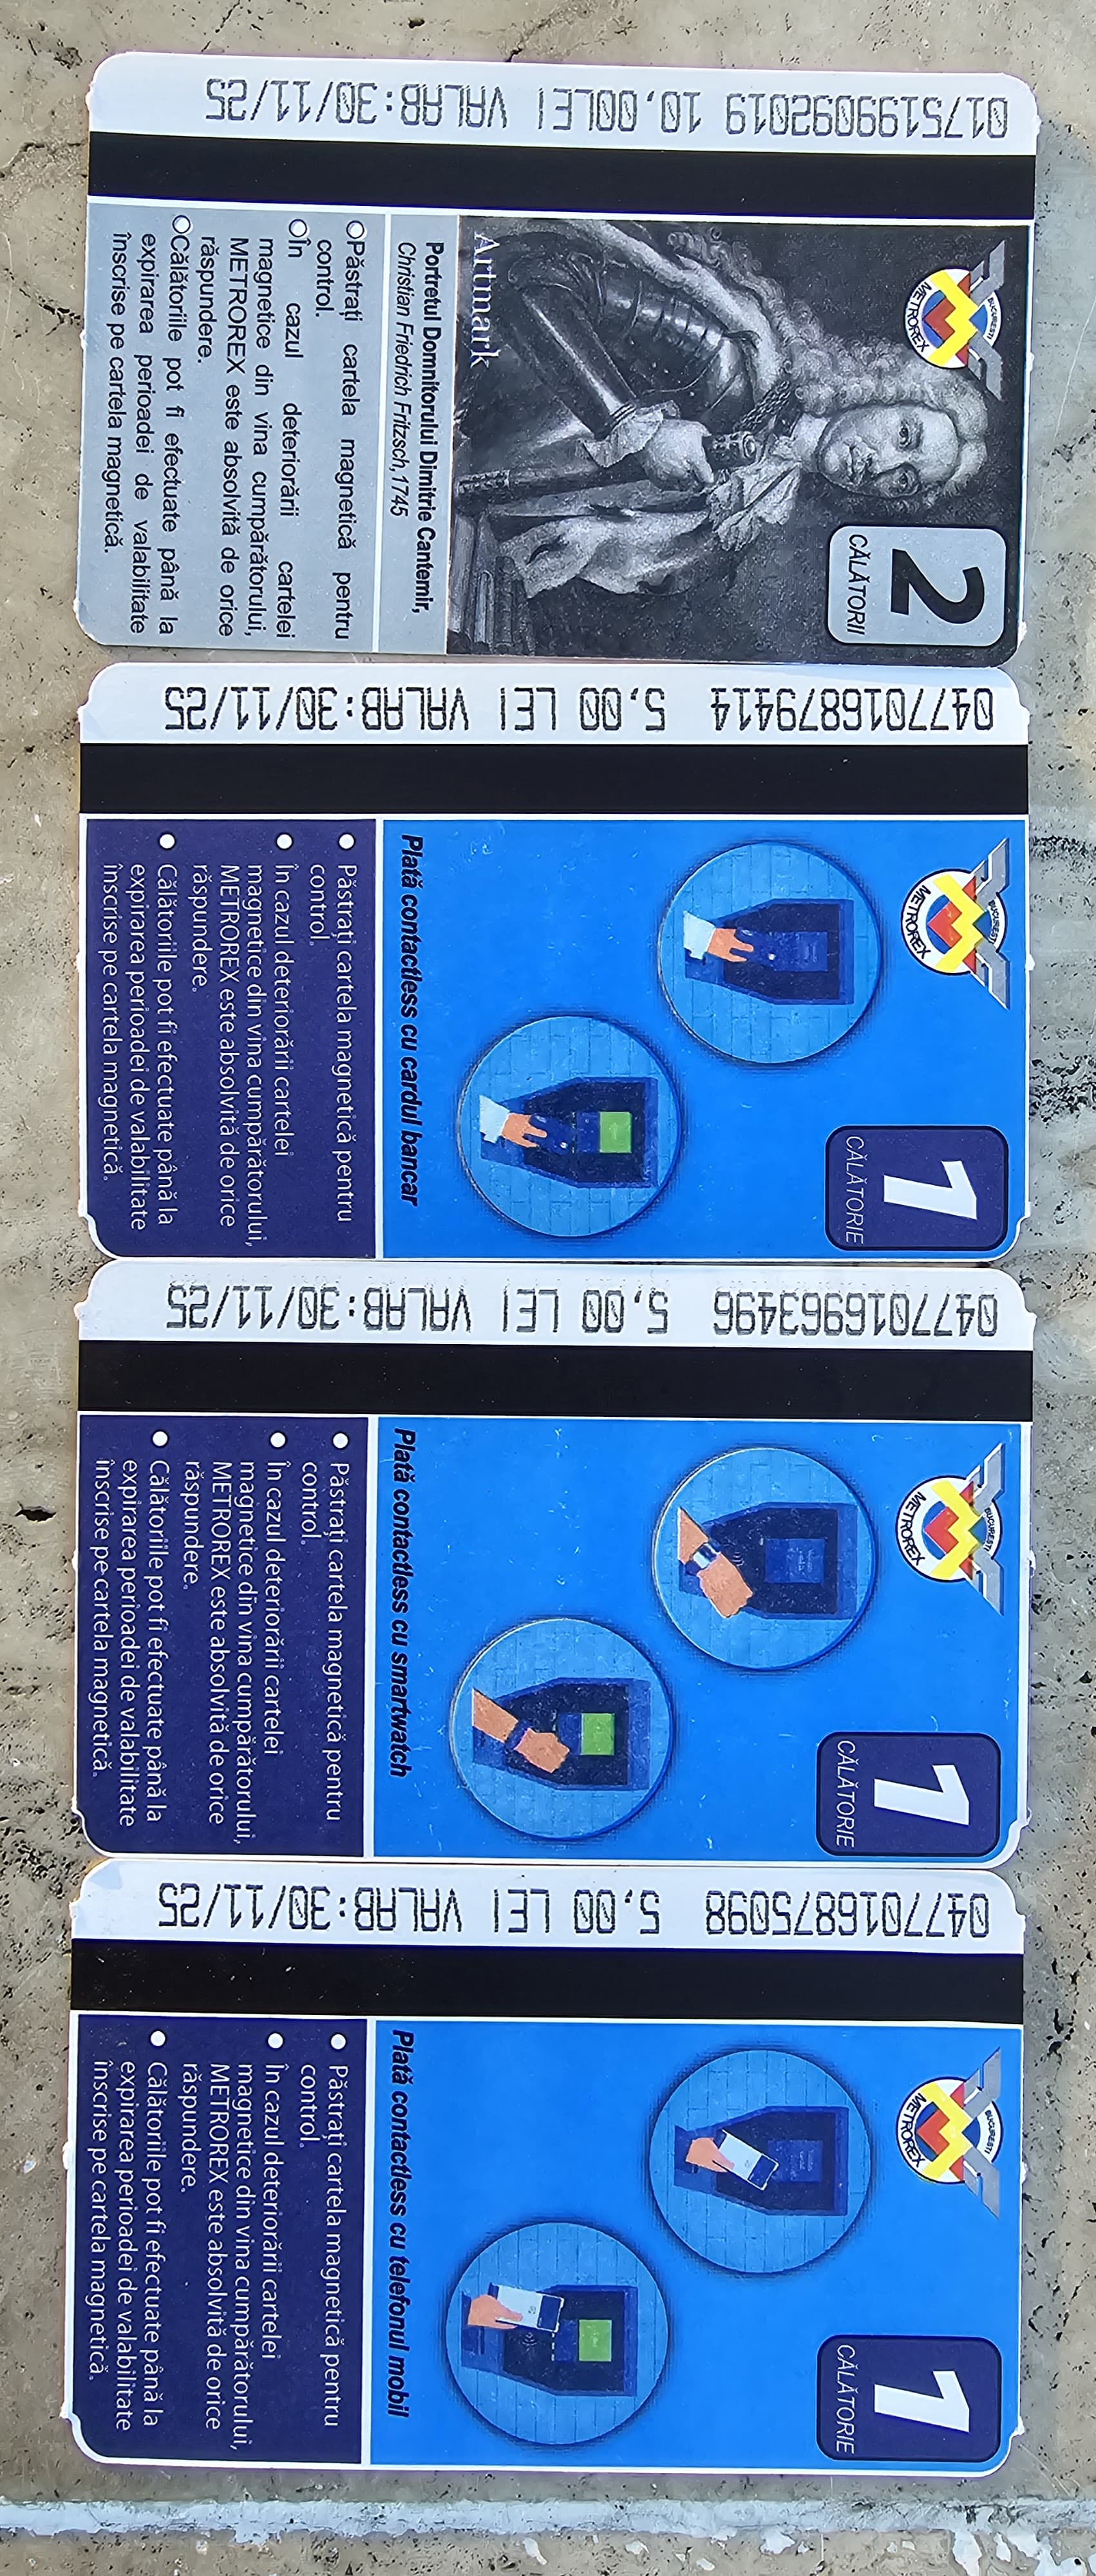 017519909201９ 10,00LEI VALAB:30/11/25
BUCUREȘTI
METROREX
2
CĂLĂTORII
Artmark
Portretul Domnitorului Dimitrie Cantemir,
Christian Friedrich Fritzsch,1745
Păstrați cartela magnetică pentru
control.
În cazul deteriorării cartelei
magnetice din vina cumpărătorului,
METROREX este absolvită de orice
răspundere.
Călătoriile pot fi efectuate până la
expirarea perioadei de valabilitate
înscrise pe cartela magnetică.
0477016879414 5,00 LEI VALAB:30/11/25
BUCUREȘTI
METROREX
1
CĂLĂTORIE
Plată contactless cu cardul bancar
Păstrați cartela magnetică pentru
control.
În cazul deteriorării cartelei
magnetice din vina cumpărătorului,
METROREX este absolvită de orice
răspundere.
Călătoriile pot fi efectuate până la
expirarea perioadei de valabilitate
înscrise pe cartela magnetică.
0477016963496 5,00 LEI VALAB:30/11/25
BUCUREȘTI
METROREX
1
CĂLĂTORIE
Plată contactless cu smartwatch
Păstrați cartela magnetică pentru
control.
În cazul deteriorării cartelei
magnetice din vina cumpărătorului,
METROREX este absolvită de orice
răspundere.
Călătoriile pot fi efectuate până la
expirarea perioadei de valabilitate
înscrise pe cartela magnetică.
0477016875098 5,00 LEI VALAB:30/11/25
BUCUREȘTI
METROREX
1
CĂLĂTORIE
Plată contactless cu telefonul mobil
Păstrați cartela magnetică pentru
control.
În cazul deteriorării cartelei
magnetice din vina cumpărătorului,
METROREX este absolvită de orice
răspundere.
Călătoriile pot fi efectuate până la
expirarea perioadei de valabilitate
înscrise pe cartela magnetică.